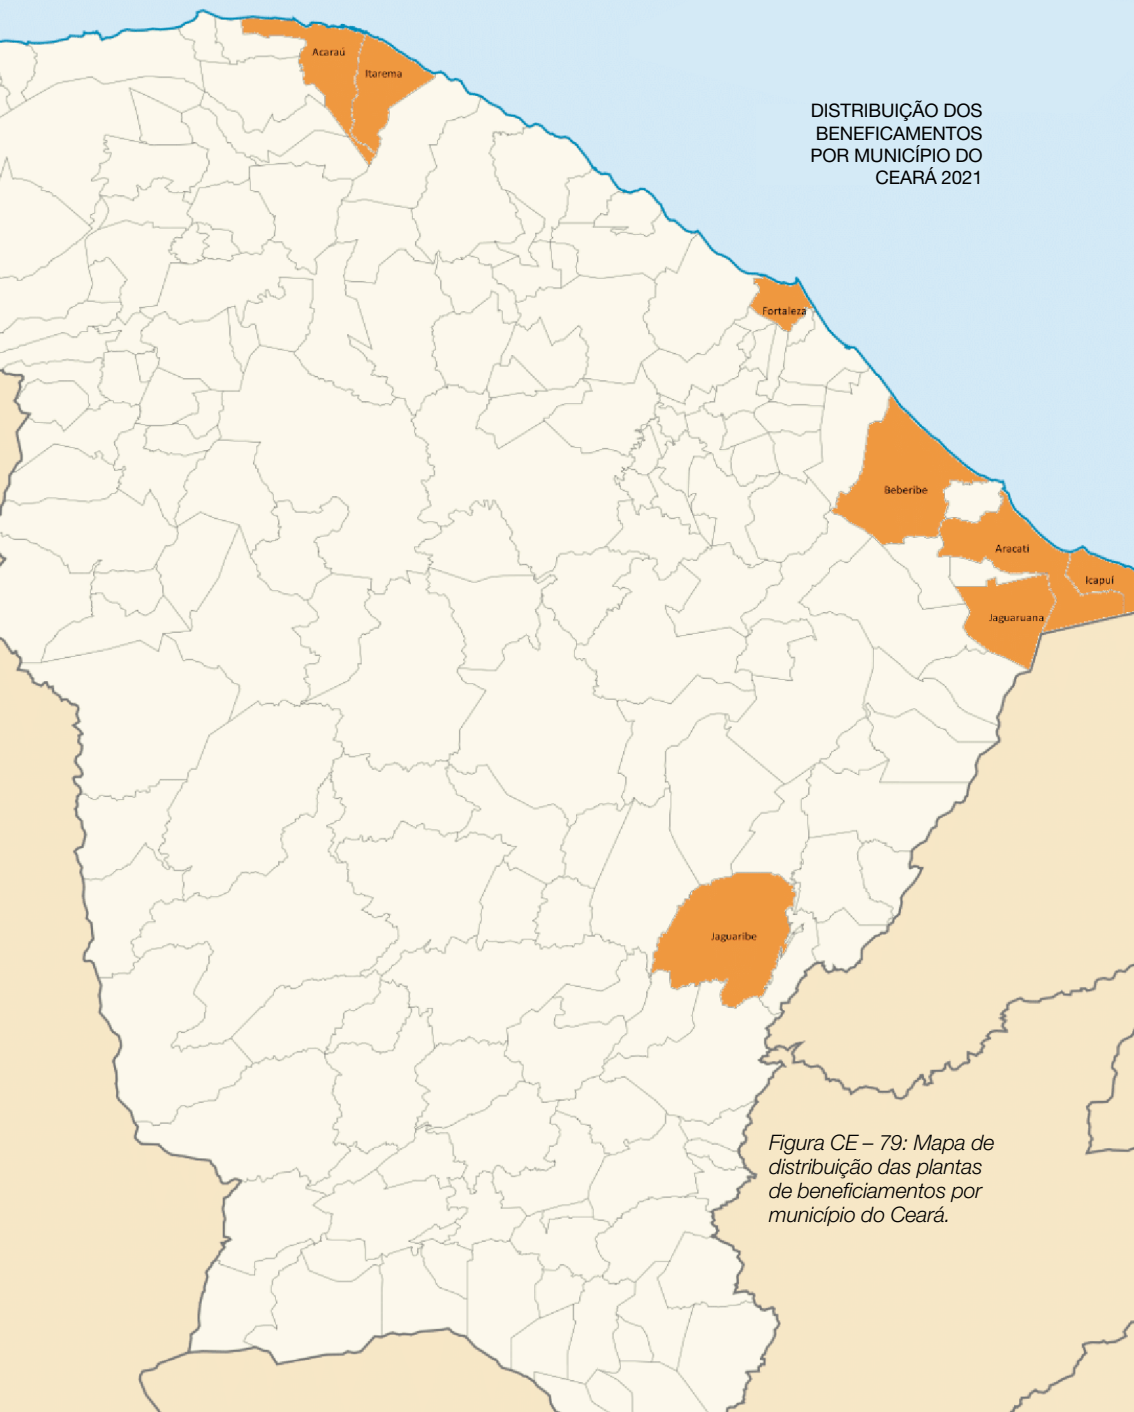 Acaraú
Itarema
DISTRIBUIÇÃO DOS
BENEFICAMENTOS
POR MUNICÍPIO DO
CEARÁ 2021
Fortaleza
Beberibe
Aracati
Icapuí
Jaguaruana
Jaguaribe
Figura CE – 79: Mapa de
distribuição das plantas
de beneficiamentos por
município do Ceará.